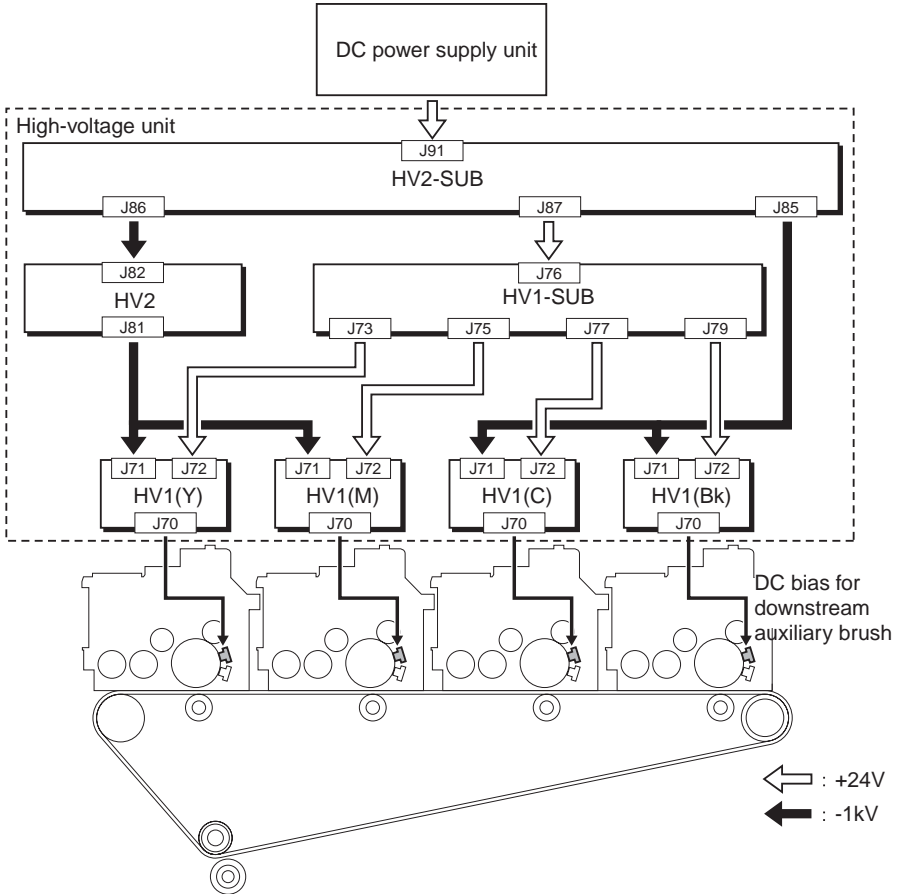 DC power supply unit
High-voltage unit
J91
HV2-SUB
J86
J87
J85
J82
HV2
J81
J76
HV1-SUB
J73
J75
J77
J79
J71
J72
HV1(Y)
J70
J71
J72
HV1(M)
J70
J71
J72
HV1(C)
J70
J71
J72
HV1(Bk)
J70
DC bias for
downstream
auxiliary brush
: +24V
: -1kV